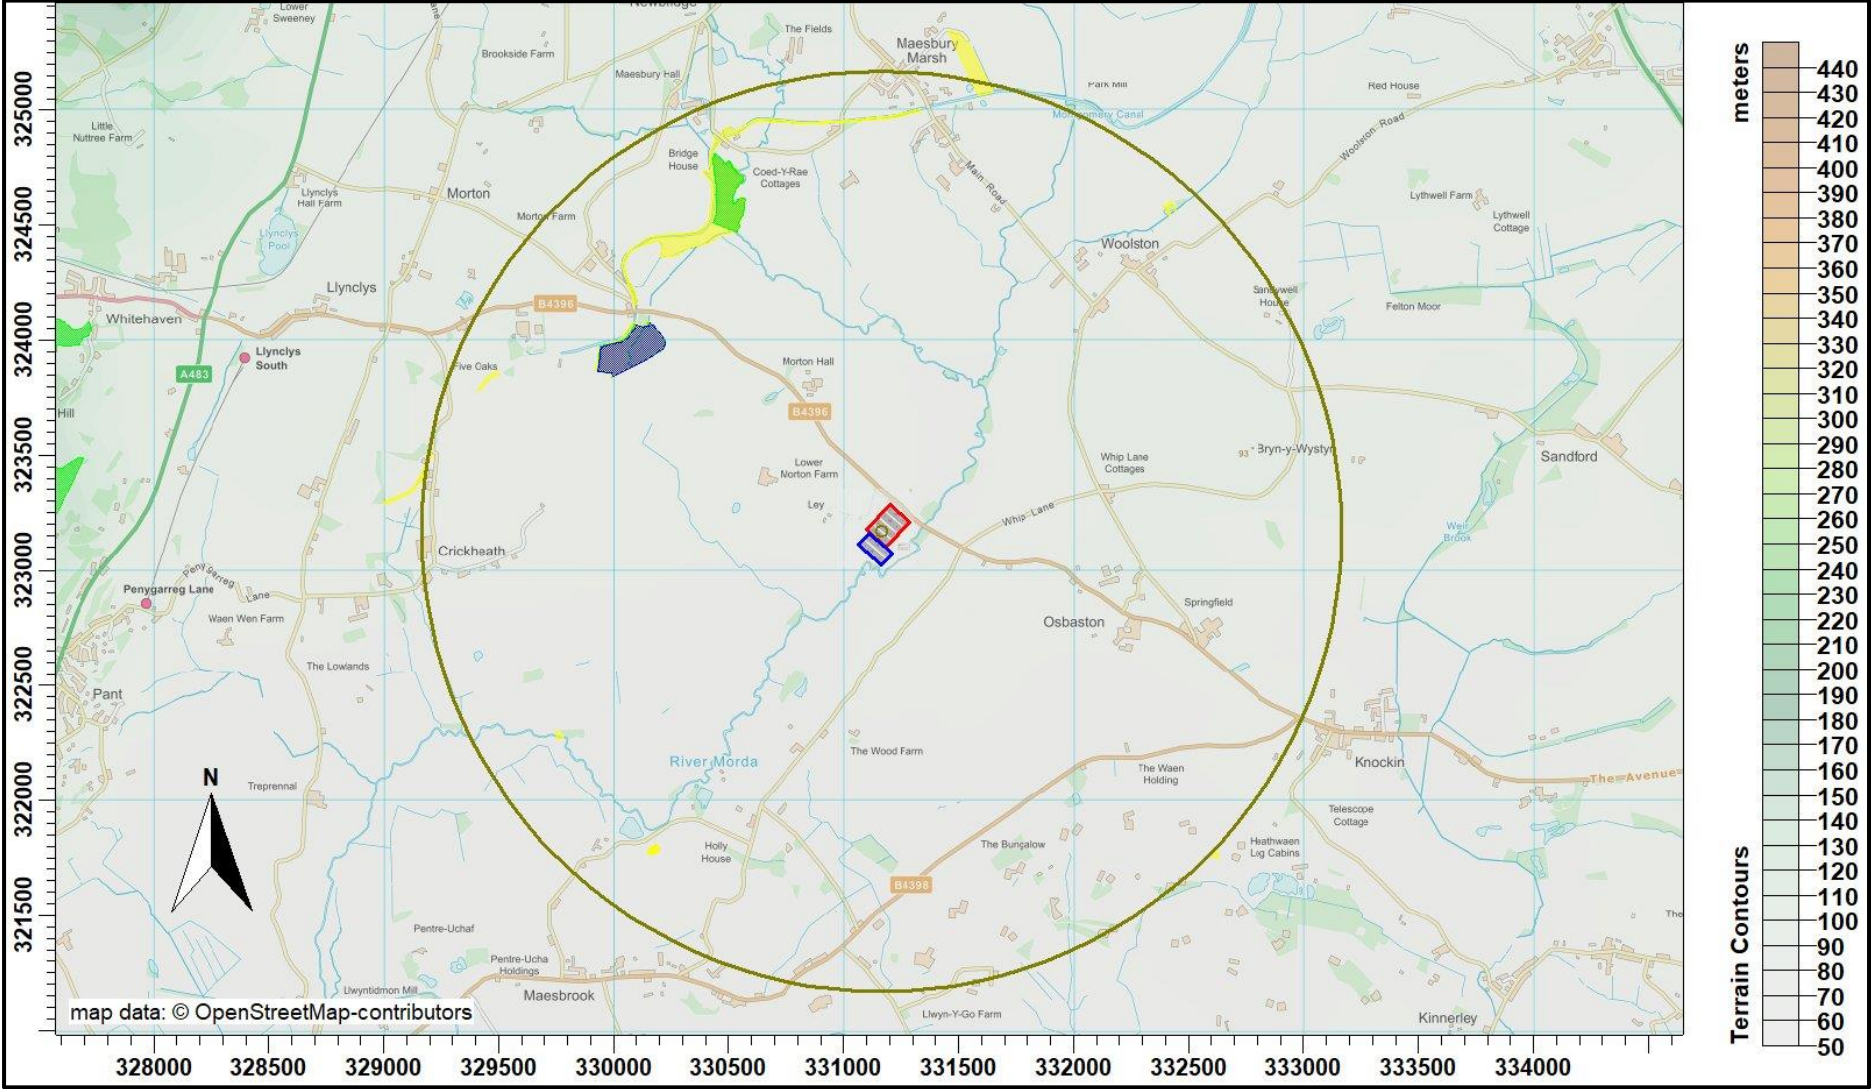 Newbridge
Lower
Sweeney
The Fields
Maesbury
Marsh
Brookside Farm
Maesbury Hall
Park Mill
Red House
Montgomery Canal
Little
Nuttree Farm
Woolston Road
Bridge
House
Coed-Y-Rae
Cottages
Main Road
Llynclys
Hall Farm
Morton
Morton Farm
Lythwell Farm
Lythwell
Cottage
Llynclys
Pool
Woolston
Llynclys
B4396
Sandywell
House
Felton Moor
Whitehaven
Llynclys
South
A483
Five Oaks
Morton Hall
B4396
Hill
Lower
Morton Farm
Whip Lane
Cottages
93
Bryn-y-Wystyn
Sandford
Ley
Whip Lane
Weir
Brook
Crickheath
Penygarreg Lane
Penygarreg
Lane
Waen Wen Farm
Springfield
Osbaston
The Lowlands
Pant
The Wood Farm
River Morda
The Waen
Holding
Knockin
The Avenue
Treprennal
Telescope
Cottage
Holly
House
The Bungalow
Heathwaen
Log Cabins
B4398
Pentre-Uchaf
The
Pentre-Ucha
Holdings
Llwyntidmon Mill
Maesbrook
Llwyn-Y-Go Farm
Kinnerley
N
map data: © OpenStreetMap-contributors
325000
324500
324000
323500
323000
322500
322000
321500
328000 328500 329000 329500 330000 330500 331000 331500 332000 332500 333000 333500 334000
meters
Terrain Contours
440
430
420
410
400
390
380
370
360
350
340
330
320
310
300
290
280
270
260
250
240
230
220
210
200
190
180
170
160
150
140
130
120
110
100
90
80
70
60
50